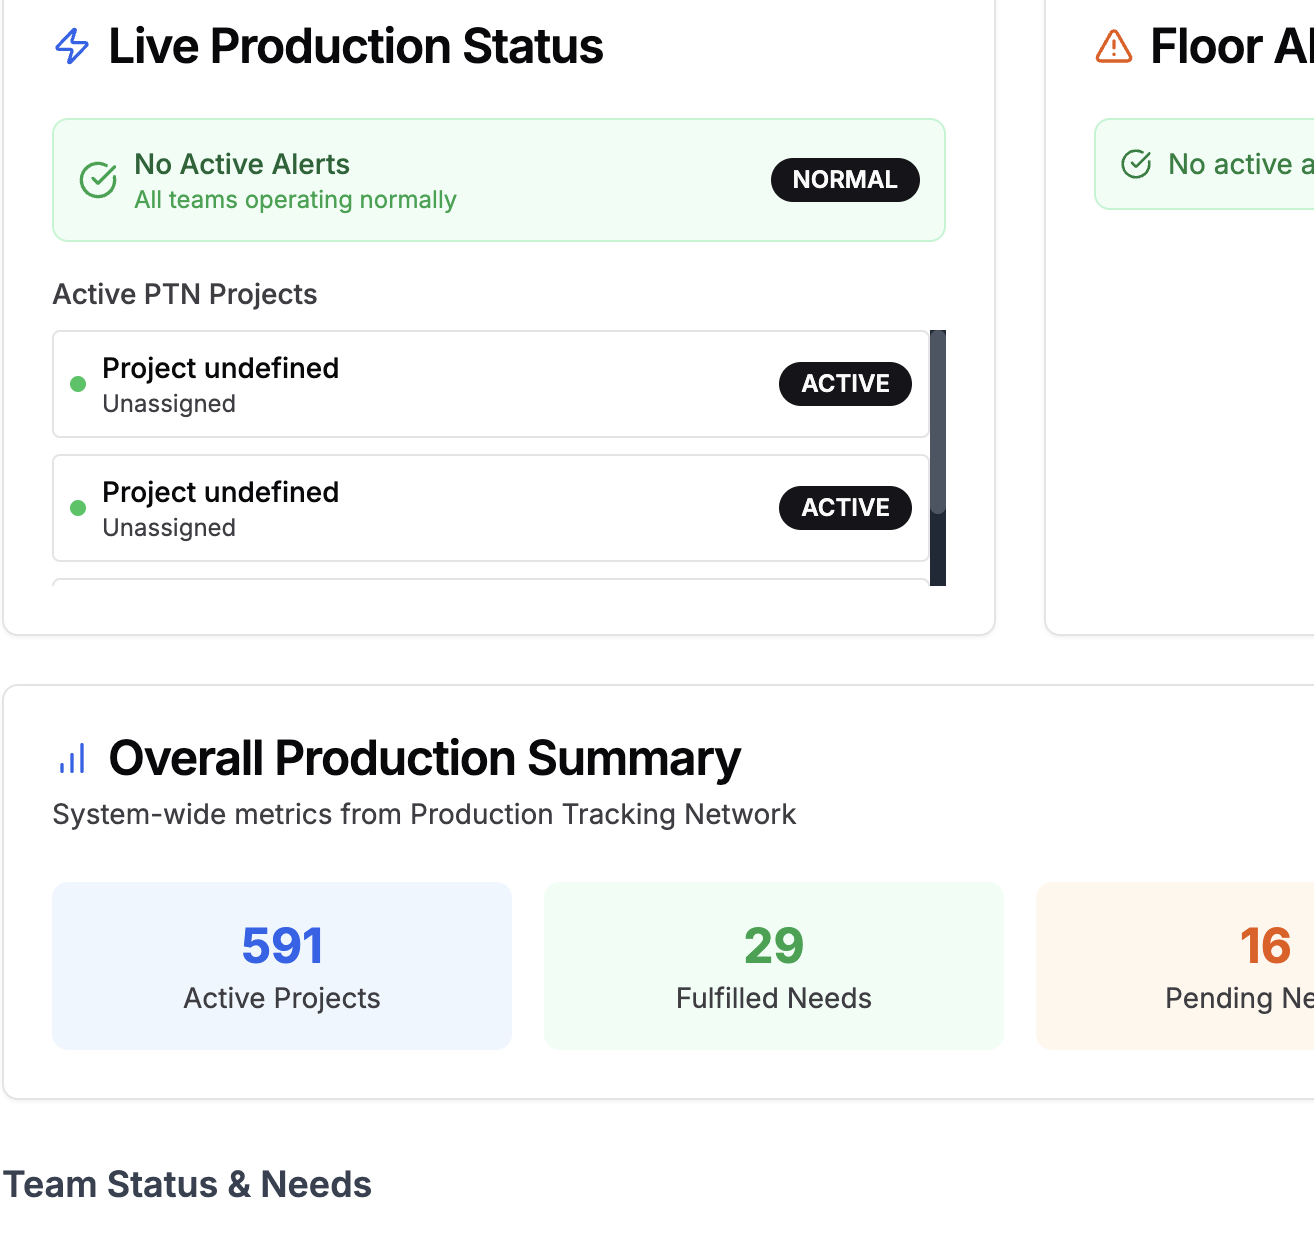 Live Production Status
No Active Alerts
All teams operating normally
NORMAL
Active PTN Projects
Project undefined
Unassigned
ACTIVE
Project undefined
Unassigned
ACTIVE
Floor Al
No active a
Overall Production Summary
System-wide metrics from Production Tracking Network
591
Active Projects
29
Fulfilled Needs
16
Pending Ne
Team Status & Needs